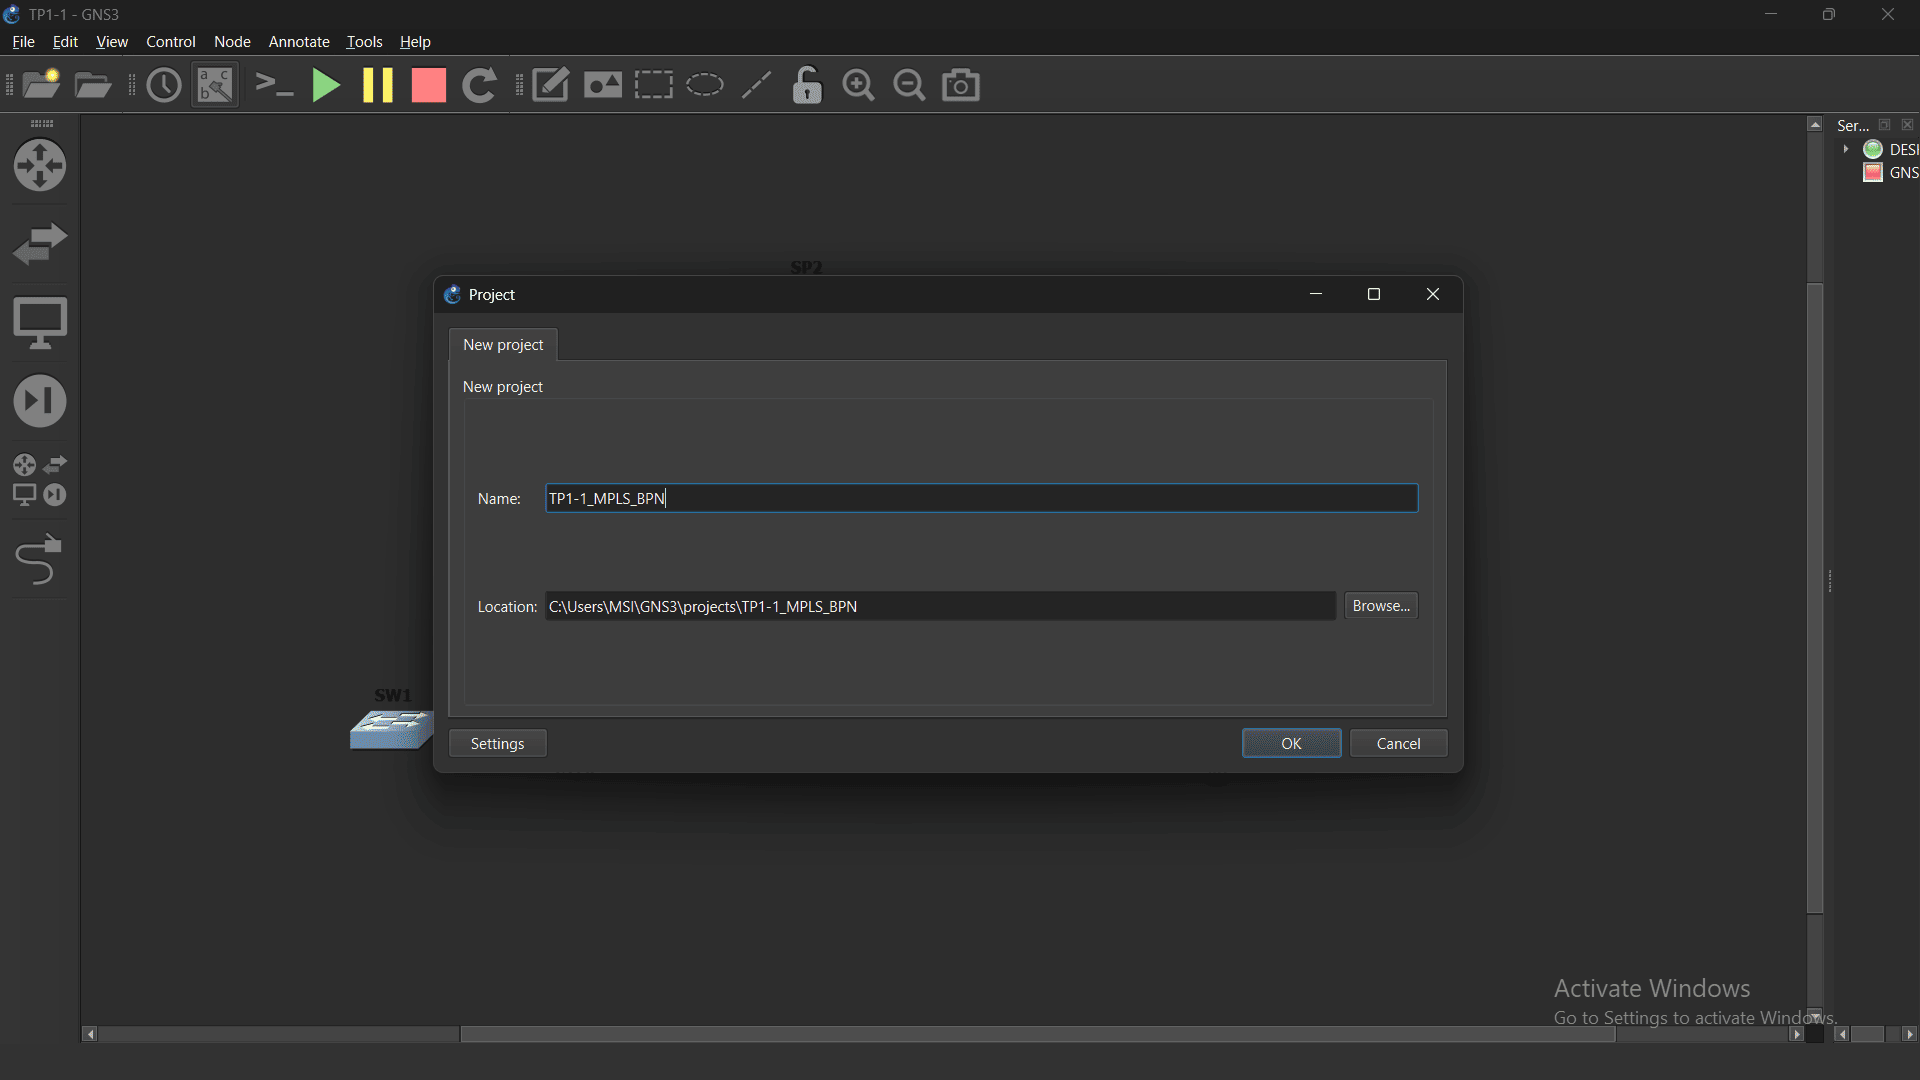 TP1-1 - GNS3
File Edit View Control Node Annotate Tools Help
a c
b
Ser...
DESI
GNS
SP2
Project
New project
New project
Name: TP1-1_MPLS_BPN
Location: C:\Users\MSI\GNS3\projects\TP1-1_MPLS_BPN Browse...
SW1
Settings OK Cancel
Activate Windows
Go to Settings to activate Windows.